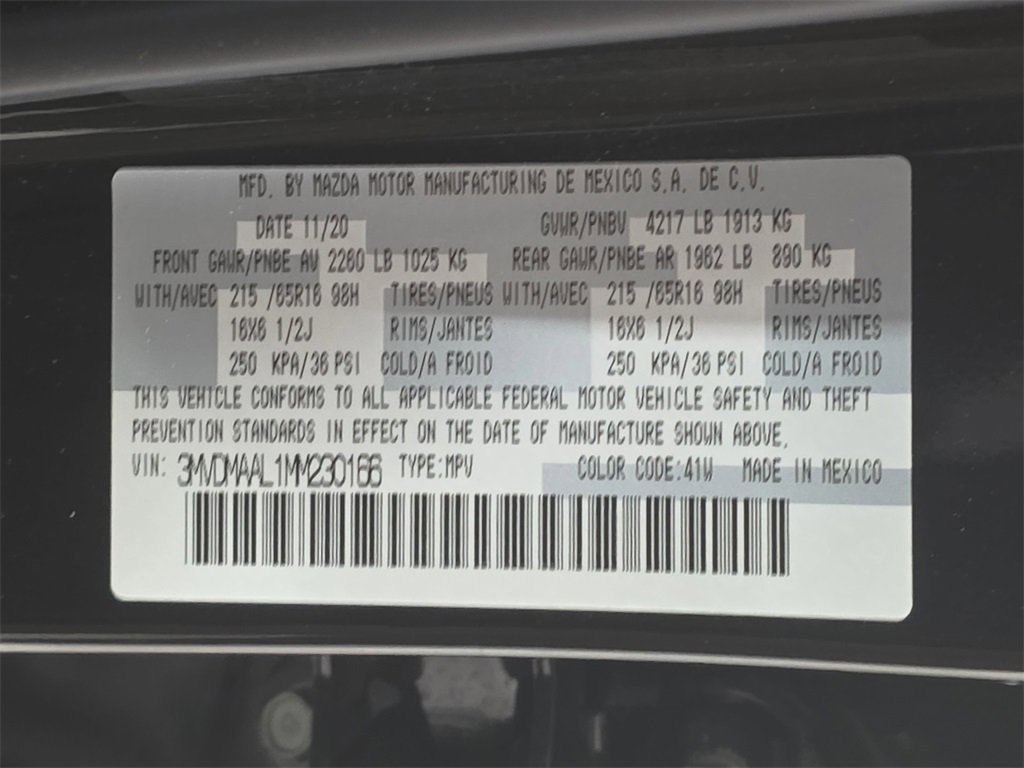 MFD. BY MAZDA MOTOR MANUFACTURING DE MEXICO S.A. DE C.V.
DATE 11/20 GVWR/PNBV 4217 LB 1913 KG
FRONT GAWR/PNBE AV 2260 LB 1025 KG REAR GAWR/PNBE AR 1962 LB 890 KG
WITH/AVEC 215 /65R16 98H TIRES/PNEUS WITH/AVEC 215 /65R16 98H TIRES/PNEUS
16X6 1/2J RIMS/JANTES 16X6 1/2J RIMS/JANTES
250 KPA/36 PSI COLD/A FROID 250 KPA/36 PSI COLD/A FROID
THIS VEHICLE CONFORMS TO ALL APPLICABLE FEDERAL MOTOR VEHICLE SAFETY AND THEFT
PREVENTION STANDARDS IN EFFECT ON THE DATE OF MANUFACTURE SHOWN ABOVE.
VIN: 3MVDMAAL1MM230166 TYPE:MPV COLOR CODE:41W MADE IN MEXICO